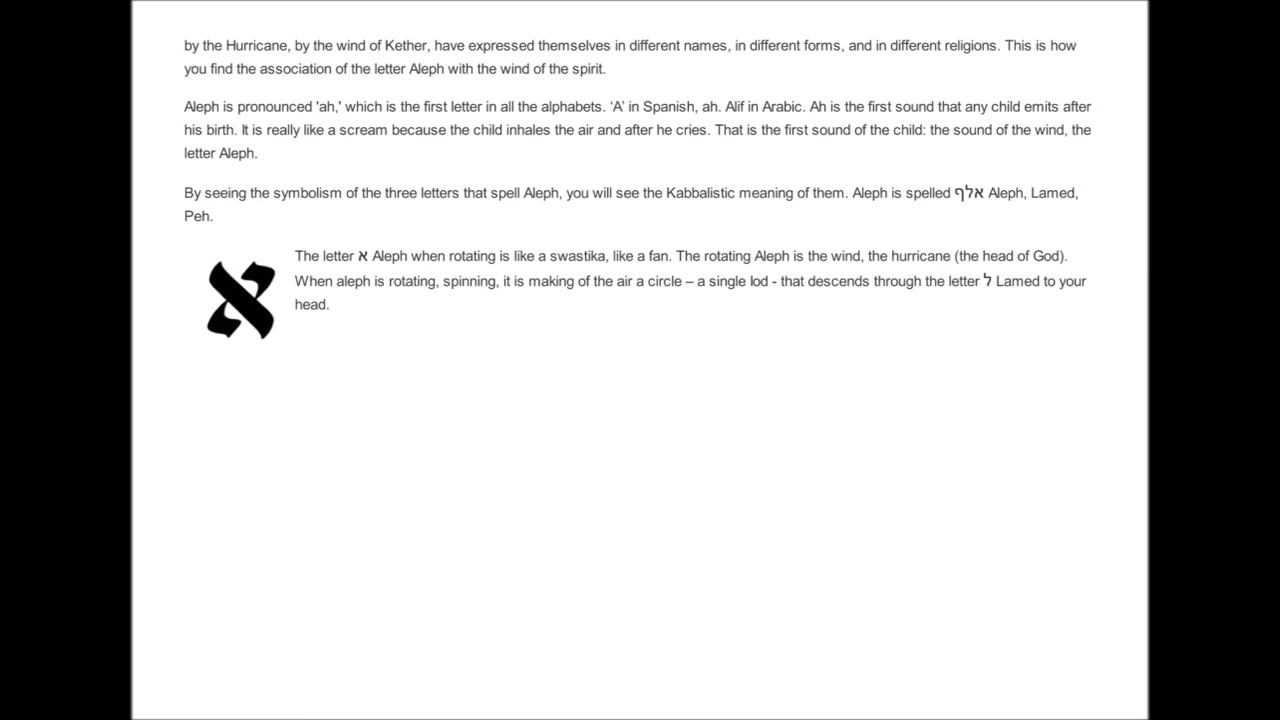 by the Hurricane, by the wind of Kether, have expressed themselves in different names, in different forms, and in different religions. This is how
you find the association of the letter Aleph with the wind of the spirit.
Aleph is pronounced 'ah,' which is the first letter in all the alphabets. ‘A’ in Spanish, ah. Alif in Arabic. Ah is the first sound that any child emits after
his birth. It is really like a scream because the child inhales the air and after he cries. That is the first sound of the child: the sound of the wind, the
letter Aleph.
By seeing the symbolism of the three letters that spell Aleph, you will see the Kabbalistic meaning of them. Aleph is spelled אלף Aleph, Lamed,
Peh.
א
The letter א Aleph when rotating is like a swastika, like a fan. The rotating Aleph is the wind, the hurricane (the head of God).
When aleph is rotating, spinning, it is making of the air a circle – a single Iod - that descends through the letter ל Lamed to your
head.